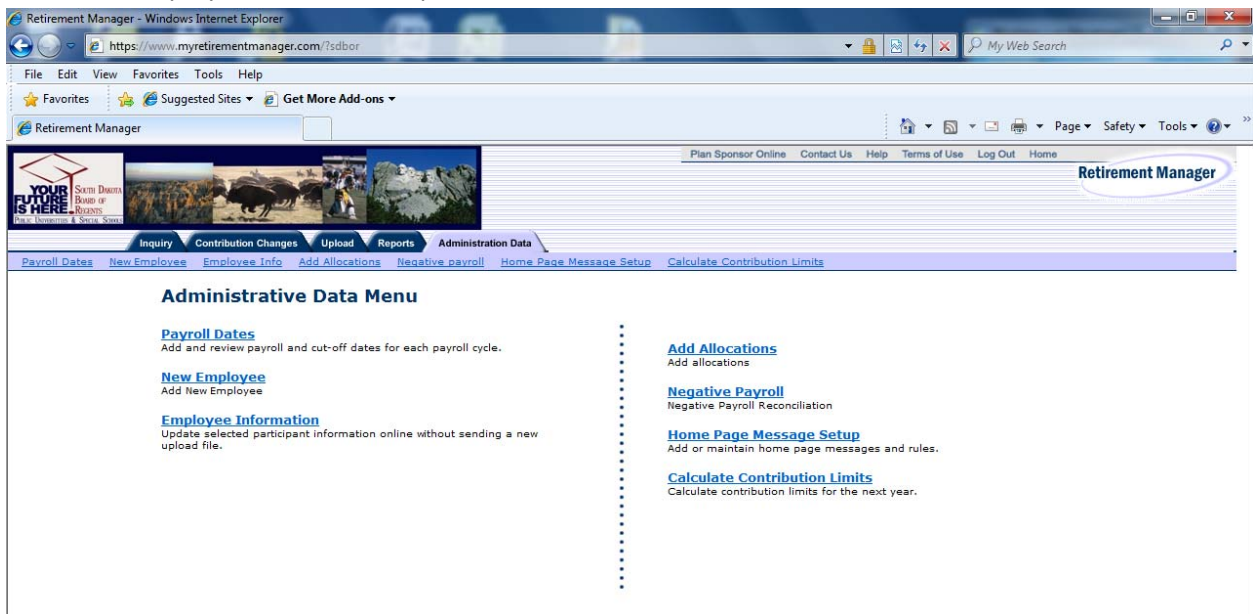 Retirement Manager - Windows Internet Explorer
https://www.myretirementmanager.com/?sdbor
My Web Search
File Edit View Favorites Tools Help
Favorites Suggested Sites Get More Add-ons
Retirement Manager
Page Safety Tools
Plan Sponsor Online Contact Us Help Terms of Use Log Out Home
YOUR FUTURE IS HERE.
South Dakota Board of Regents
Public Universities & Special Schools
Retirement Manager
Inquiry Contribution Changes Upload Reports Administration Data
Payroll Dates New Employee Employee Info Add Allocations Negative payroll Home Page Message Setup Calculate Contribution Limits
Administrative Data Menu
Payroll Dates
Add and review payroll and cut-off dates for each payroll cycle.
New Employee
Add New Employee
Employee Information
Update selected participant information online without sending a new
upload file.
Add Allocations
Add allocations
Negative Payroll
Negative Payroll Reconciliation
Home Page Message Setup
Add or maintain home page messages and rules.
Calculate Contribution Limits
Calculate contribution limits for the next year.